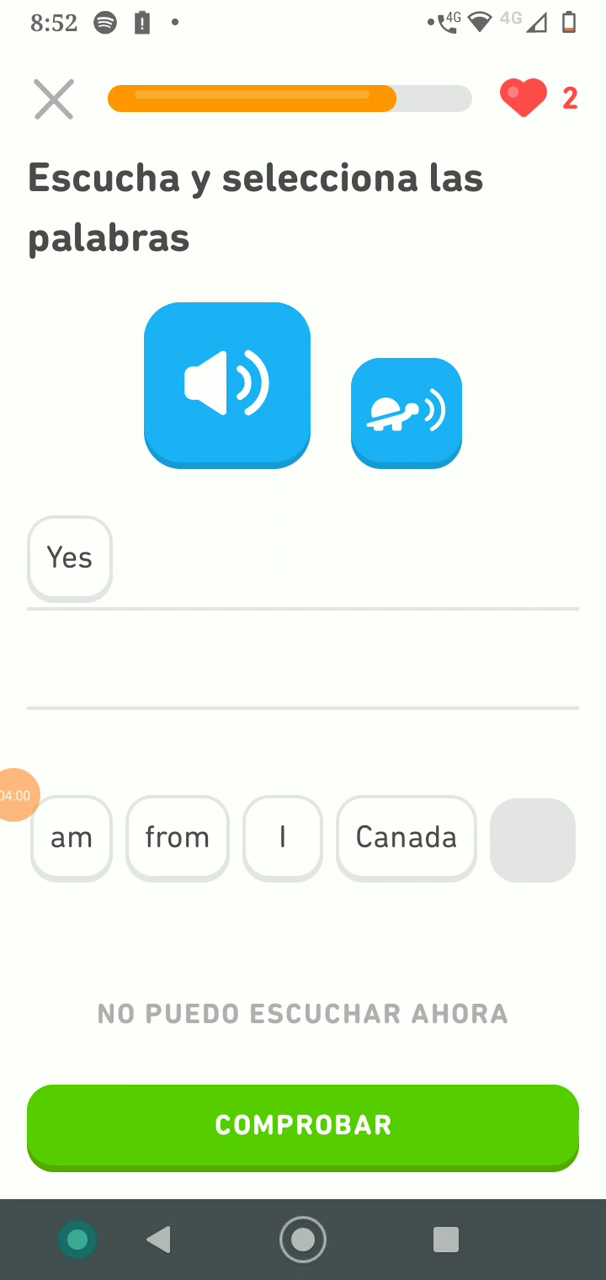 8:52 4G 4G
2
Escucha y selecciona las
palabras
Yes
04:00
am from I Canada
NO PUEDO ESCUCHAR AHORA
COMPROBAR